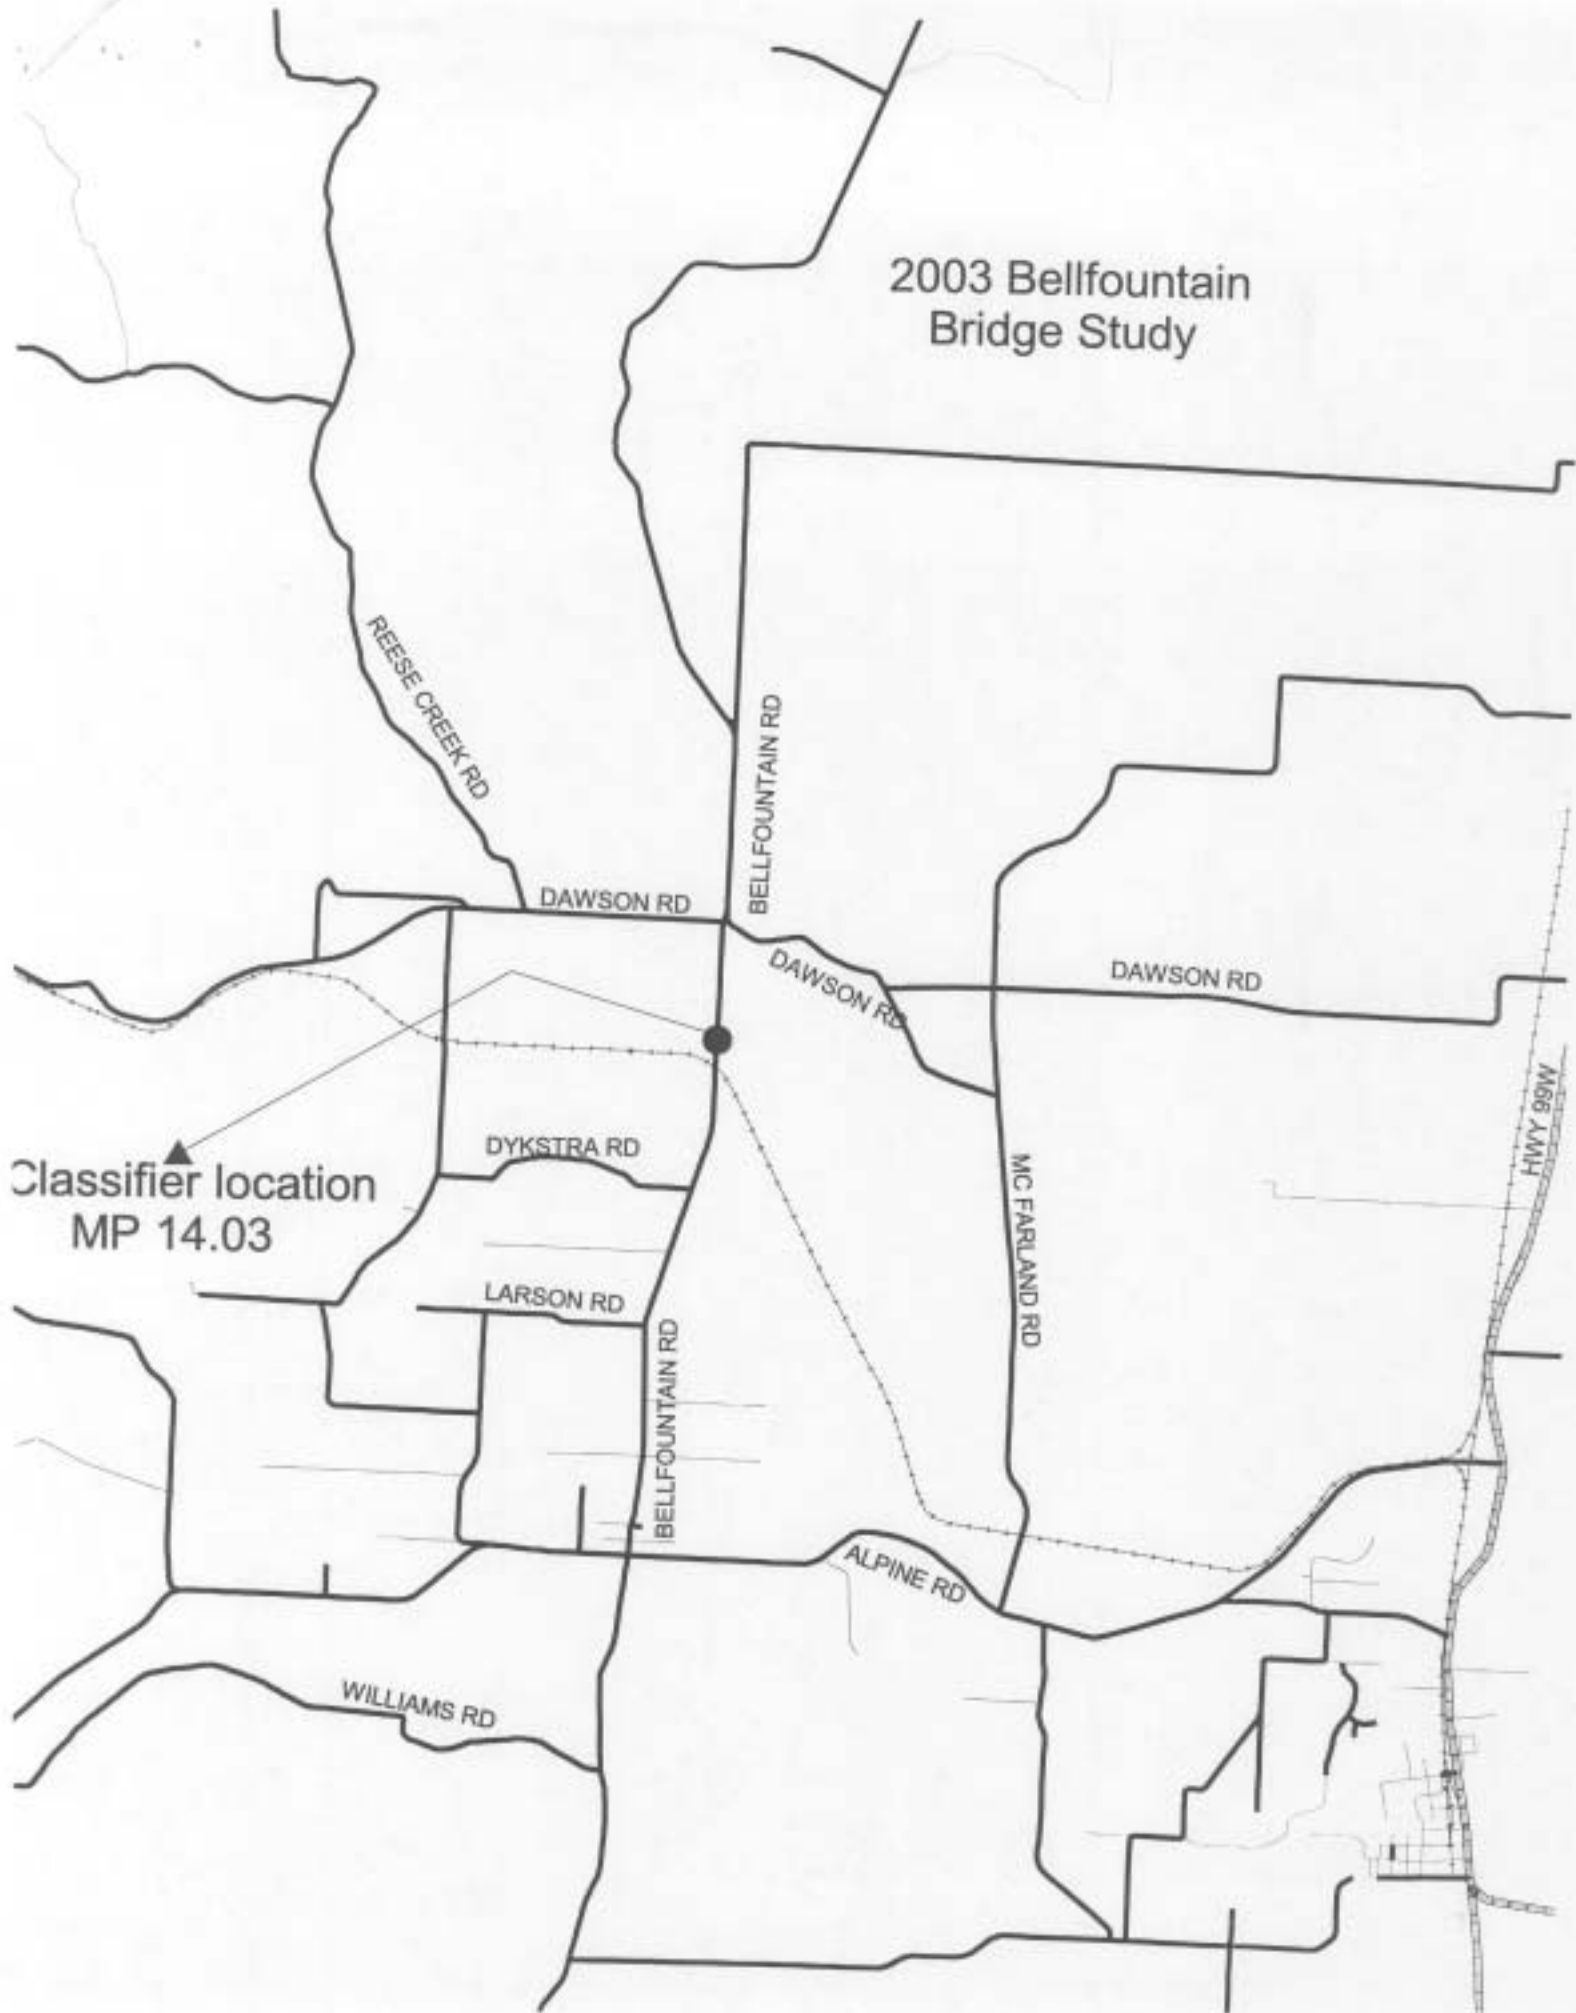 2003 Bellfountain
Bridge Study
REESE CREEK RD
BELLFOUNTAIN RD
DAWSON RD
DAWSON RD
DAWSON RD
HWY 99W
DYKSTRA RD
Classifier location
MP 14.03
MC FARLAND RD
LARSON RD
BELLFOUNTAIN RD
ALPINE RD
WILLIAMS RD